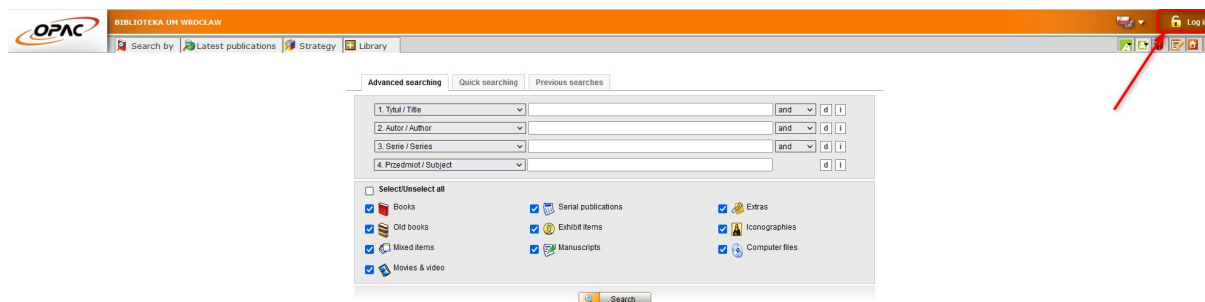 OPAC
BIBLIOTEKA UM WROCŁAW
Log i
Search by Latest publications Strategy Library
Advanced searching Quick searching Previous searches
1. Tytuł / Title and d i
2. Autor / Author and d i
3. Serie / Series and d i
4. Przedmiot / Subject d i
Select/Unselect all
Books Serial publications Extras
Old books Exhibit items Iconographies
Mixed items Manuscripts Computer files
Movies & video
Search